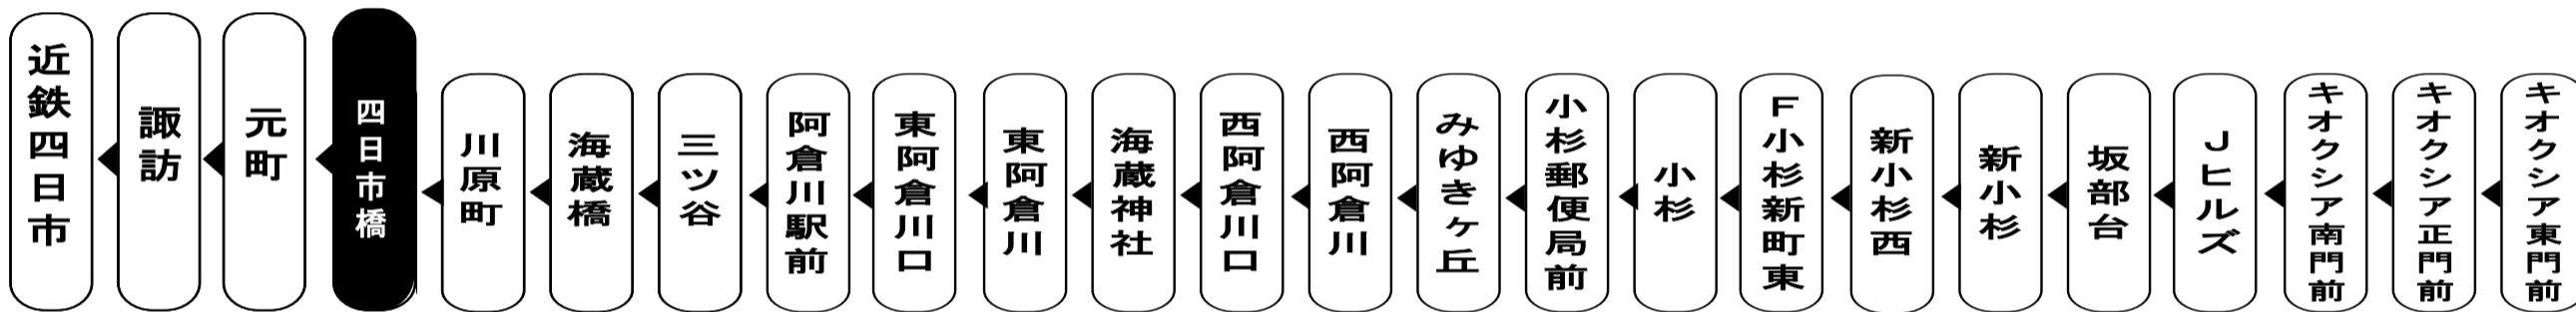 近鉄四日市
諏訪
元町
四日市橋
川原町
海蔵橋
三ツ谷
阿倉川駅前
東阿倉川口
東阿倉川
海蔵神社
西阿倉川口
西阿倉川
みゆきヶ丘
小杉郵便局前
小杉
F小杉新町東
新小杉西
新小杉
坂部台
Jヒルズ
キオクシア南門前
キオクシア正門前
キオクシア東門前